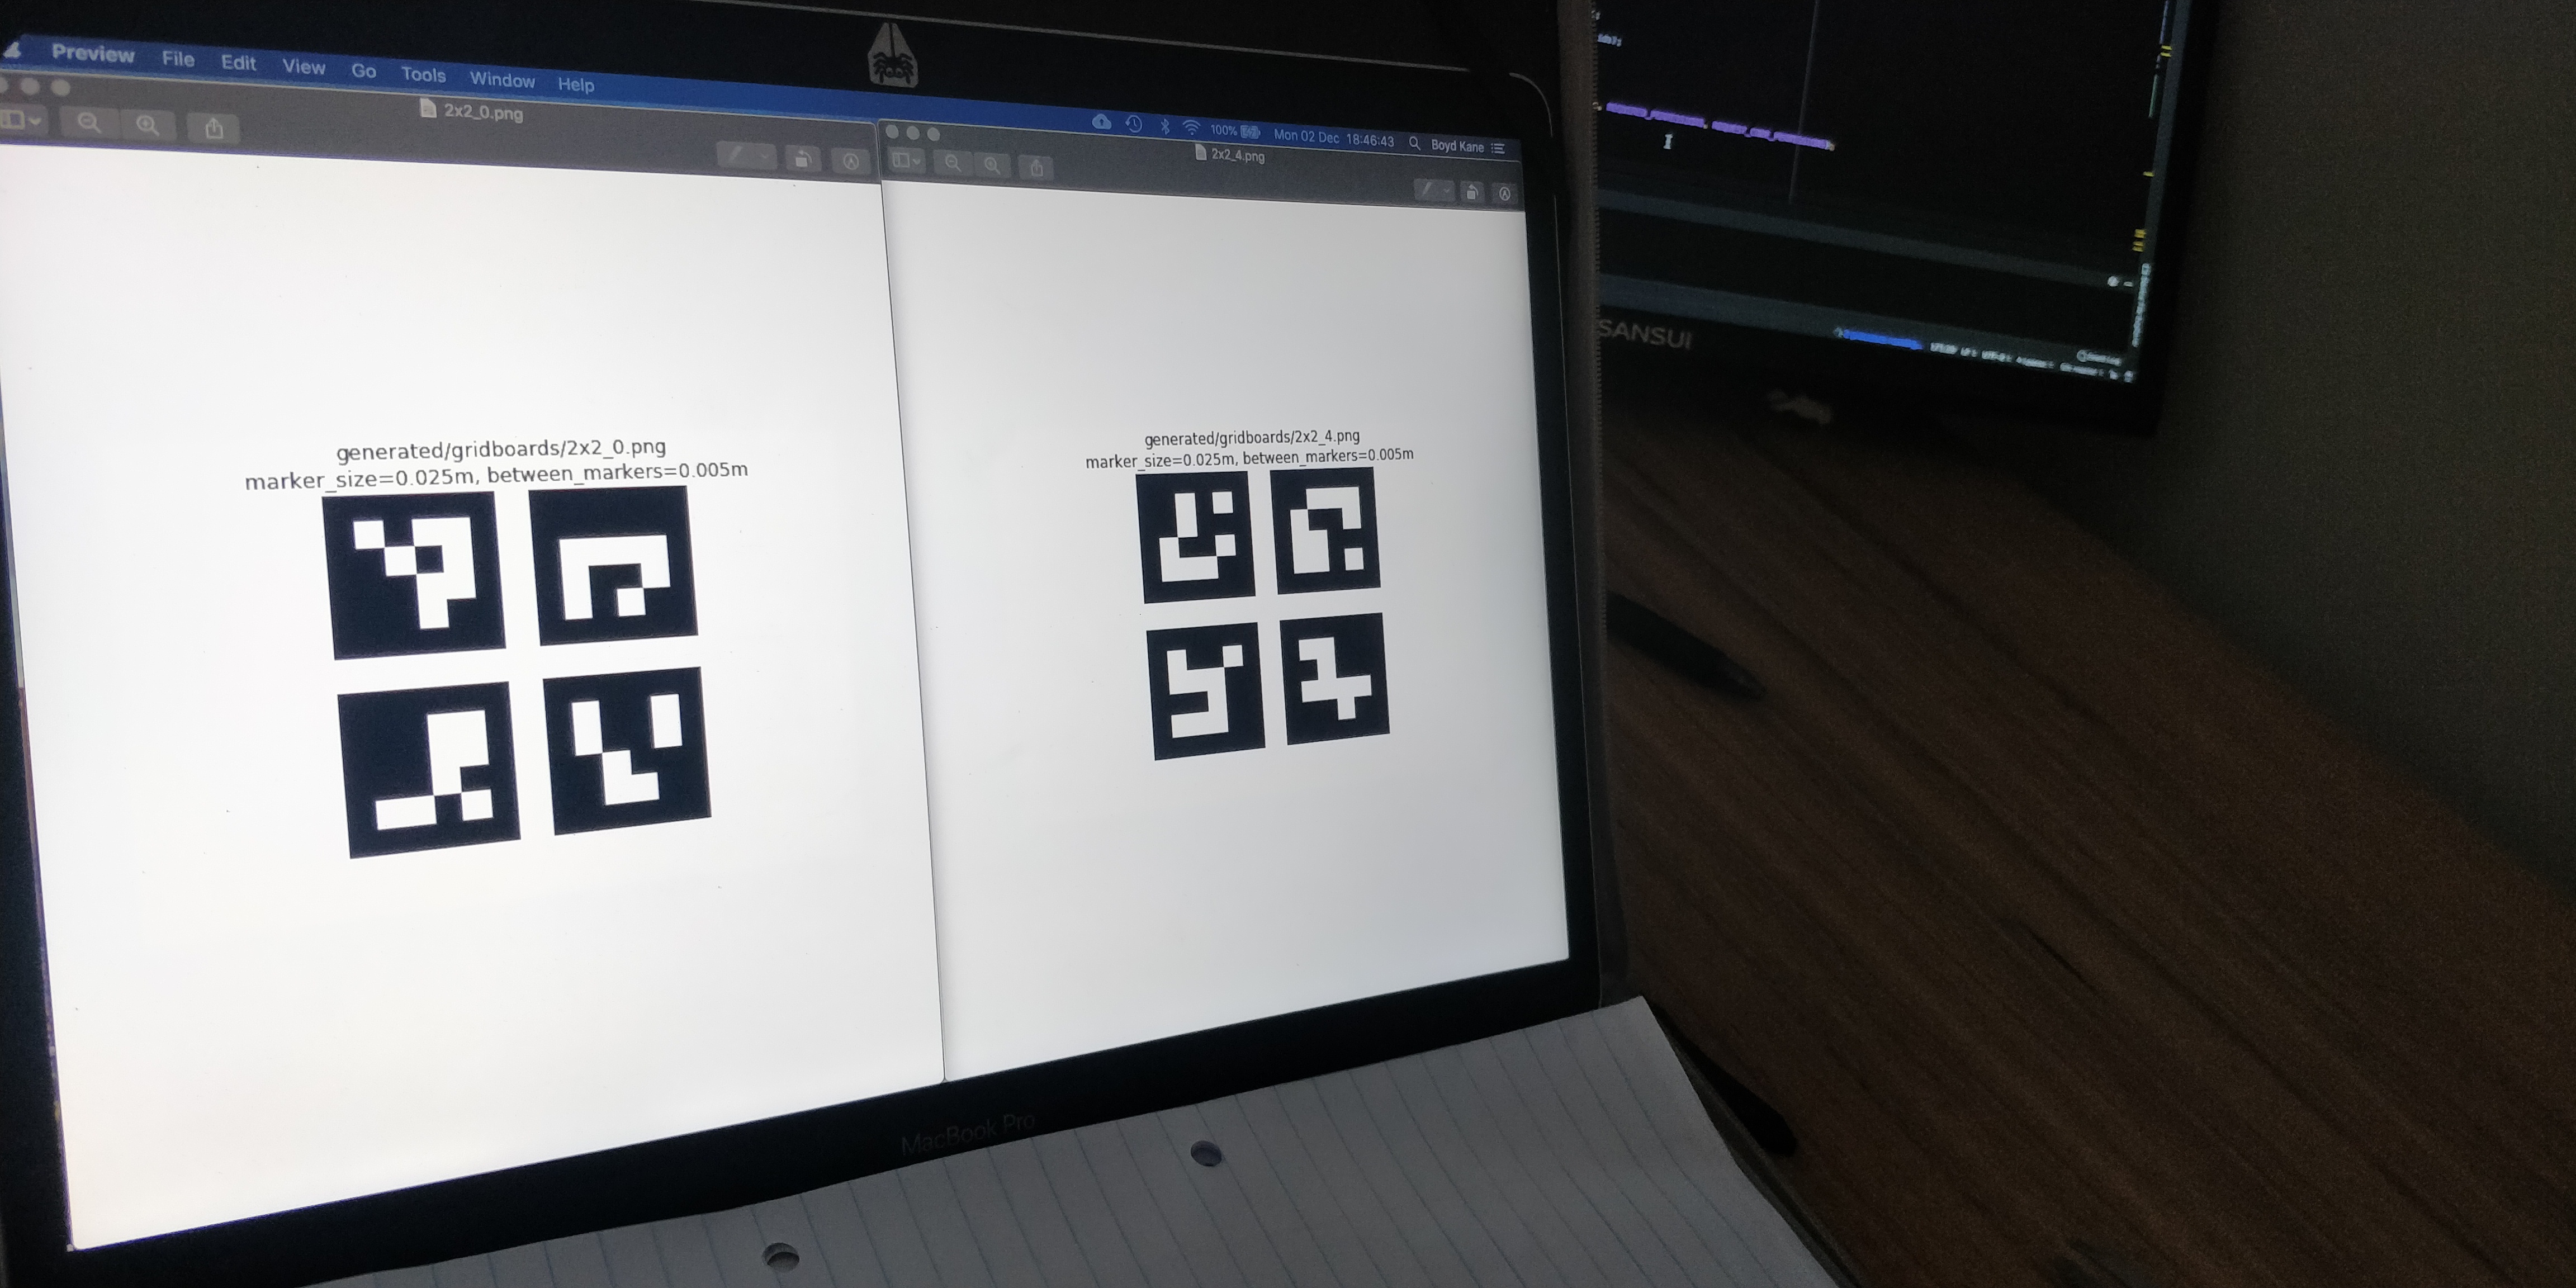 Preview File Edit View Go Tools Window Help
100% Mon 02 Dec 18:46:43 Boyd Kane
2x2_0.png
2x2_4.png
generated/gridboards/2x2_0.png
marker_size=0.025m, between_markers=0.005m
generated/gridboards/2x2_4.png
marker_size=0.025m, between_markers=0.005m
SANSUI
MacBook Pro